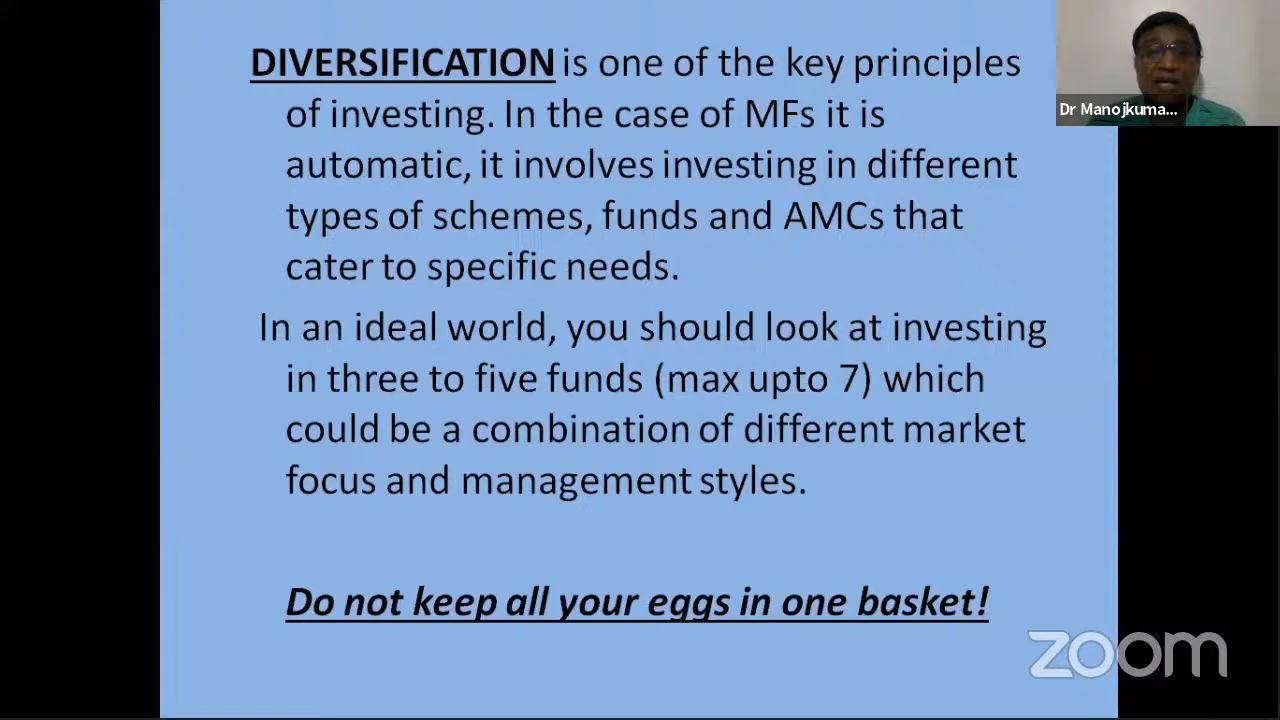 DIVERSIFICATION is one of the key principles
of investing. In the case of MFs it is
automatic, it involves investing in different
types of schemes, funds and AMCs that
cater to specific needs.
In an ideal world, you should look at investing
in three to five funds (max upto 7) which
could be a combination of different market
focus and management styles.
Do not keep all your eggs in one basket!
Dr Manojkuma...
zoom